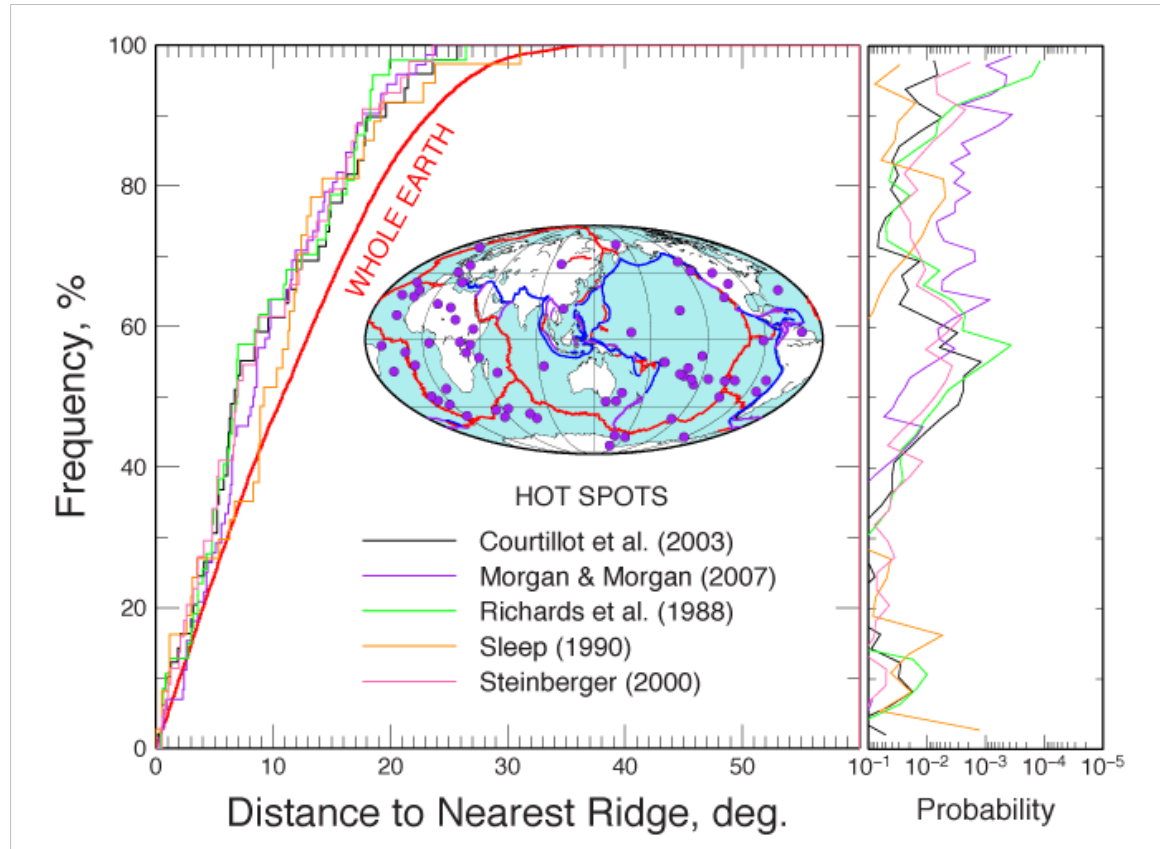 100
80
60
40
20
0
Frequency, %
WHOLE EARTH
HOT SPOTS
Courtillot et al. (2003)
Morgan & Morgan (2007)
Richards et al. (1988)
Sleep (1990)
Steinberger (2000)
0 10 20 30 40 50
Distance to Nearest Ridge, deg.
10⁻¹ 10⁻² 10⁻³ 10⁻⁴ 10⁻⁵
Probability